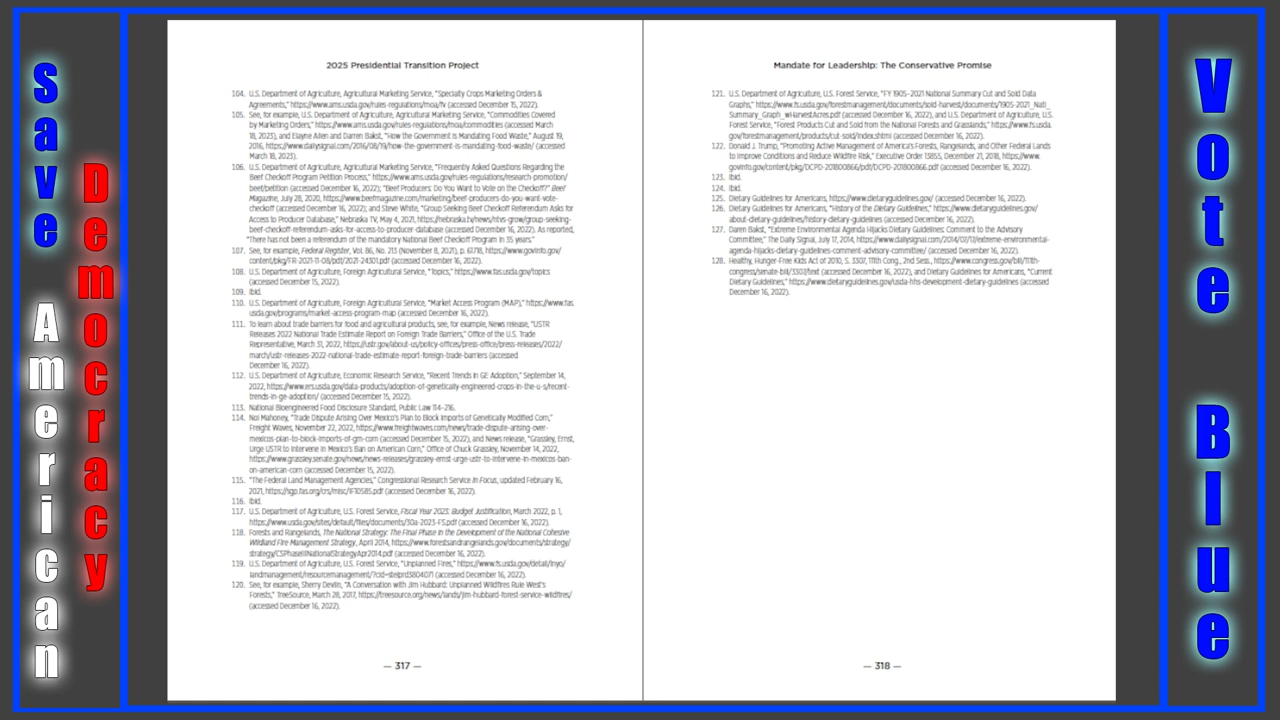 Save American
Democracy
2025 Presidential Transition Project
104. U.S. Department of Agriculture, Agricultural Marketing Service, “Specialty Crops Marketing Orders &
Agreements,” https://www.ams.usda.gov/rules-regulations/moa/fv (accessed December 15, 2022).
105. See, for example, U.S. Department of Agriculture, Agricultural Marketing Service, “Commodities Covered
by Marketing Orders,” https://www.ams.usda.gov/rules-regulations/moa/commodities (accessed March
18, 2023), and Elayne Allen and Darren Bakst, “How the Government Is Mandating Food Waste,” August 19,
2016, https://www.dailysignal.com/2016/08/19/how-the-government-is-mandating-food-waste/ (accessed
March 18, 2023).
106. U.S. Department of Agriculture, Agricultural Marketing Service, “Frequently Asked Questions Regarding the
Beef Checkoff Program Petition Process,” https://www.ams.usda.gov/rules-regulations/research-promotion/
beef/petition (accessed December 16, 2022); “Beef Producers: Do You Want to Vote on the Checkoff?” Beef
Magazine, July 28, 2020, https://www.beefmagazine.com/marketing/beef-producers-do-you-want-vote-
checkoff (accessed December 16, 2022); and Steve White, “Group Seeking Beef Checkoff Referendum Asks for
Access to Producer Database,” Nebraska TV, May 4, 2021, https://nebraska.tv/news/ntvs-grow/group-seeking-
beef-checkoff-referendum-asks-for-access-to-producer-database (accessed December 16, 2022). As reported,
“There has not been a referendum of the mandatory National Beef Checkoff Program in 35 years.”
107. See, for example, Federal Register, Vol. 86, No. 213 (November 8, 2021), p. 61718, https://www.govinfo.gov/
content/pkg/FR-2021-11-08/pdf/2021-24301.pdf (accessed December 16, 2022).
108. U.S. Department of Agriculture, Foreign Agricultural Service, “Topics,” https://www.fas.usda.gov/topics
(accessed December 15, 2022).
109. Ibid.
110. U.S. Department of Agriculture, Foreign Agricultural Service, “Market Access Program (MAP),” https://www.fas.
usda.gov/programs/market-access-program-map (accessed December 16, 2022).
111. To learn about trade barriers for food and agricultural products, see, for example, News release, “USTR
Releases 2022 National Trade Estimate Report on Foreign Trade Barriers,” Office of the U.S. Trade
Representative, March 31, 2022, https://ustr.gov/about-us/policy-offices/press-office/press-releases/2022/
march/ustr-releases-2022-national-trade-estimate-report-foreign-trade-barriers (accessed
December 16, 2022).
112. U.S. Department of Agriculture, Economic Research Service, “Recent Trends in GE Adoption,” September 14,
2022, https://www.ers.usda.gov/data-products/adoption-of-genetically-engineered-crops-in-the-u-s/recent-
trends-in-ge-adoption/ (accessed December 15, 2022).
113. National Bioengineered Food Disclosure Standard, Public Law 114–216.
114. Noi Mahoney, “Trade Dispute Arising Over Mexico’s Plan to Block Imports of Genetically Modified Corn,”
Freight Waves, November 22, 2022, https://www.freightwaves.com/news/trade-dispute-arising-over-
mexicos-plan-to-block-imports-of-gm-corn (accessed December 15, 2022), and News release, “Grassley, Ernst,
Urge USTR to Intervene in Mexico’s Ban on American Corn,” Office of Chuck Grassley, November 14, 2022,
https://www.grassley.senate.gov/news/news-releases/grassley-ernst-urge-ustr-to-intervene-in-mexicos-ban-
on-american-corn (accessed December 15, 2022).
115. “The Federal Land Management Agencies,” Congressional Research Service In Focus, updated February 16,
2021, https://sgp.fas.org/crs/misc/IF10585.pdf (accessed December 16, 2022).
116. Ibid.
117. U.S. Department of Agriculture, U.S. Forest Service, Fiscal Year 2023: Budget Justification, March 2022, p. 1,
https://www.usda.gov/sites/default/files/documents/30a-2023-FS.pdf (accessed December 16, 2022).
118. Forests and Rangelands, The National Strategy: The Final Phase in the Development of the National Cohesive
Wildland Fire Management Strategy, April 2014, https://www.forestsandrangelands.gov/documents/strategy/
strategy/CSPhaseIIINationalStrategyApr2014.pdf (accessed December 16, 2022).
119. U.S. Department of Agriculture, U.S. Forest Service, “Unplanned Fires,” https://www.fs.usda.gov/detail/inyo/
landmanagement/resourcemanagement/?cid=stelprd3804071 (accessed December 16, 2022).
120. See, for example, Sherry Devlin, “A Conversation with Jim Hubbard: Unplanned Wildfires Rule West’s
Forests,” TreeSource, March 28, 2017, https://treesource.org/news/lands/jim-hubbard-forest-service-wildfires/
(accessed December 16, 2022).
— 317 —
Mandate for Leadership: The Conservative Promise
121. U.S. Department of Agriculture, U.S. Forest Service, “FY 1905–2021 National Summary Cut and Sold Data
Graphs,” https://www.fs.usda.gov/forestmanagement/documents/sold-harvest/documents/1905-2021_Natl_
Summary_Graph_wHarvestAcres.pdf (accessed December 16, 2022), and U.S. Department of Agriculture, U.S.
Forest Service, “Forest Products Cut and Sold from the National Forests and Grasslands,” https://www.fs.usda.
gov/forestmanagement/products/cut-sold/index.shtml (accessed December 16, 2022).
122. Donald J. Trump, “Promoting Active Management of America’s Forests, Rangelands, and Other Federal Lands
to Improve Conditions and Reduce Wildfire Risk,” Executive Order 13855, December 21, 2018, https://www.
govinfo.gov/content/pkg/DCPD-201800866/pdf/DCPD-201800866.pdf (accessed December 16, 2022).
123. Ibid.
124. Ibid.
125. Dietary Guidelines for Americans, https://www.dietaryguidelines.gov/ (accessed December 25, 2022).
126. Dietary Guidelines for Americans, “History of the Dietary Guidelines,” https://www.dietaryguidelines.gov/
about-dietary-guidelines/history-dietary-guidelines (accessed December 16, 2022).
127. Daren Bakst, “Extreme Environmental Agenda Hijacks Dietary Guidelines: Comment to the Advisory
Committee,” The Daily Signal, July 17, 2014, https://www.dailysignal.com/2014/07/17/extreme-environmental-
agenda-hijacks-dietary-guidelines-comment-advisory-committee/ (accessed December 16, 2022).
128. Healthy, Hunger-Free Kids Act of 2010, S. 3307, 111th Cong., 2nd Sess., https://www.congress.gov/bill/111th-
congress/senate-bill/3307/text (accessed December 16, 2022), and Dietary Guidelines for Americans, “Current
Dietary Guidelines,” https://www.dietaryguidelines.gov/usda-hhs-development-dietary-guidelines (accessed
December 16, 2022).
— 318 —
Vote Blue